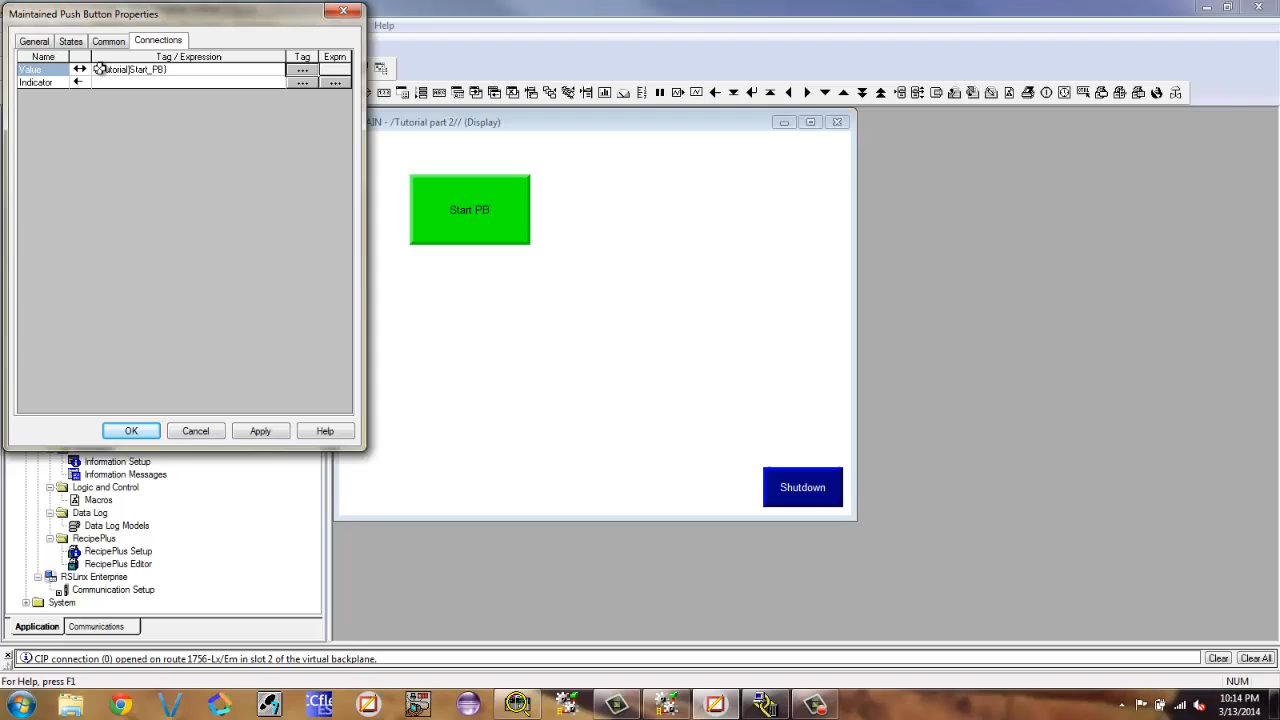 Maintained Push Button Properties
Help
General States Common Connections
Name Tag / Expression Tag Exprn
Value Start_PB}
Indicator
/Tutorial part 2// (Display)
Start PB
OK Cancel Apply Help
Information Setup
Information Messages
Logic and Control
Macros
Data Log
Data Log Models
RecipePlus
RecipePlus Setup
RecipePlus Editor
RSLinx Enterprise
Communication Setup
System
Shutdown
Application Communications
CIP connection (0) opened on route 1756-Lx/Em in slot 2 of the virtual backplane.
Clear Clear All
For Help, press F1
NUM
10:14 PM
3/13/2014